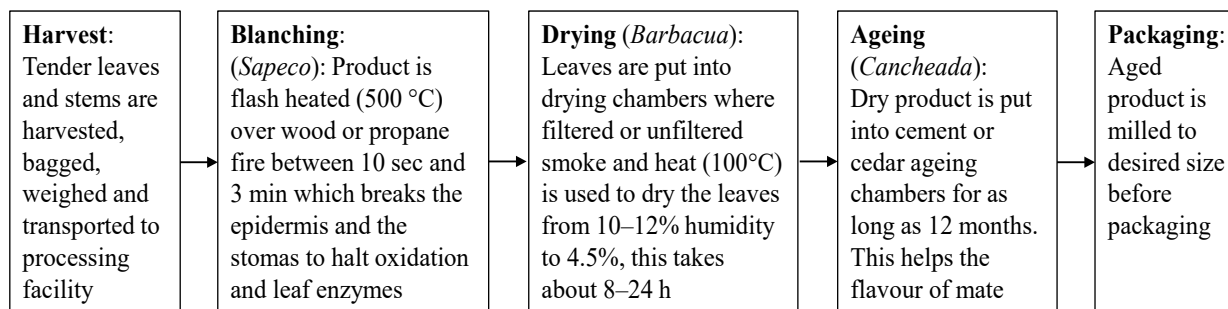 Harvest:
Tender leaves
and stems are
harvested,
bagged,
weighed and
transported to
processing
facility
Blanching:
(Sapeco): Product is
flash heated (500 °C)
over wood or propane
fire between 10 sec and
3 min which breaks the
epidermis and the
stomas to halt oxidation
and leaf enzymes
Drying (Barbacua):
Leaves are put into
drying chambers where
filtered or unfiltered
smoke and heat (100°C)
is used to dry the leaves
from 10–12% humidity
to 4.5%, this takes
about 8–24 h
Ageing
(Cancheada):
Dry product is put
into cement or
cedar ageing
chambers for as
long as 12 months.
This helps the
flavour of mate
Packaging:
Aged
product is
milled to
desired size
before
packaging